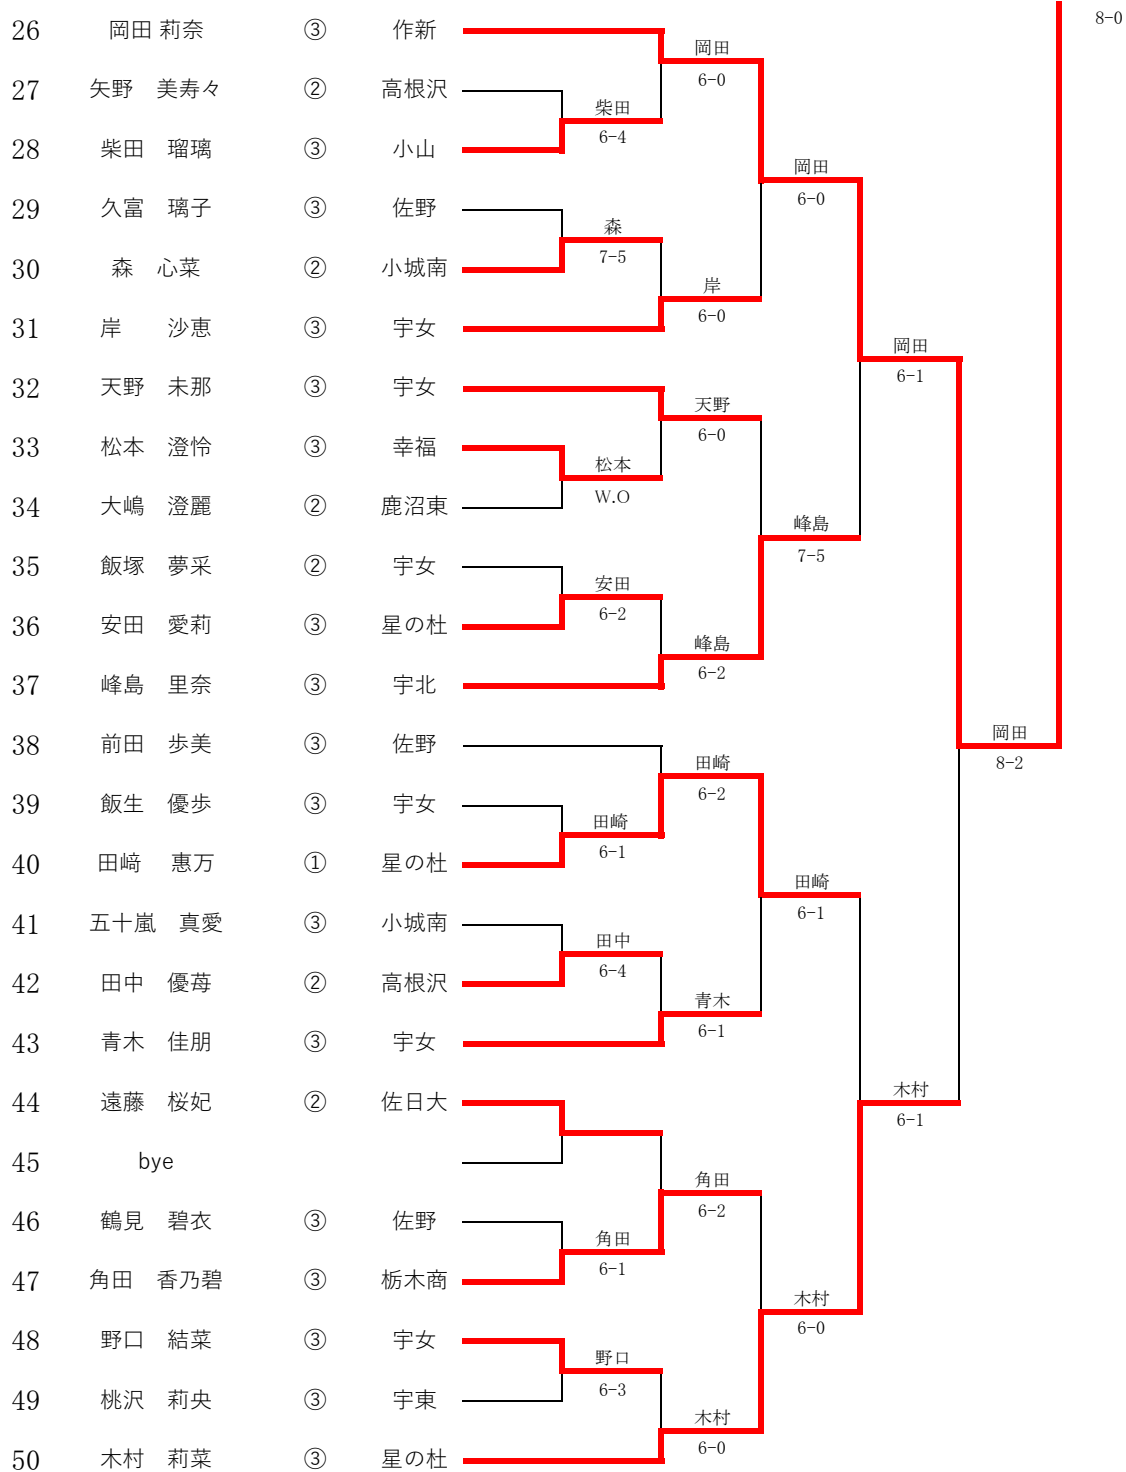 8-0
26 岡田 莉奈 ③ 作新
岡田
6-0
27 矢野　美寿々 ② 高根沢
柴田
6-4
28 柴田　瑠璃 ③ 小山
岡田
6-0
29 久富　璃子 ③ 佐野
森
7-5
30 森　心菜 ② 小城南
岸
6-0
31 岸　　沙恵 ③ 宇女
岡田
6-1
32 天野　未那 ③ 宇女
天野
6-0
33 松本　澄怜 ③ 幸福
松本
W.O
34 大嶋　澄麗 ② 鹿沼東
峰島
7-5
35 飯塚　夢采 ② 宇女
安田
6-2
36 安田　愛莉 ③ 星の杜
峰島
6-2
37 峰島　里奈 ③ 宇北
岡田
8-2
38 前田　歩美 ③ 佐野
田崎
6-2
39 飯生　優歩 ③ 宇女
田崎
6-1
40 田﨑　惠万 ① 星の杜
田崎
6-1
41 五十嵐　真愛 ③ 小城南
田中
6-4
42 田中　優苺 ② 高根沢
青木
6-1
43 青木　佳朋 ③ 宇女
木村
6-1
44 遠藤　桜妃 ② 佐日大
45 bye
角田
6-2
46 鶴見　碧衣 ③ 佐野
角田
6-1
47 角田　香乃碧 ③ 栃木商
木村
6-0
48 野口　結菜 ③ 宇女
野口
6-3
49 桃沢　莉央 ③ 宇東
木村
6-0
50 木村　莉菜 ③ 星の杜